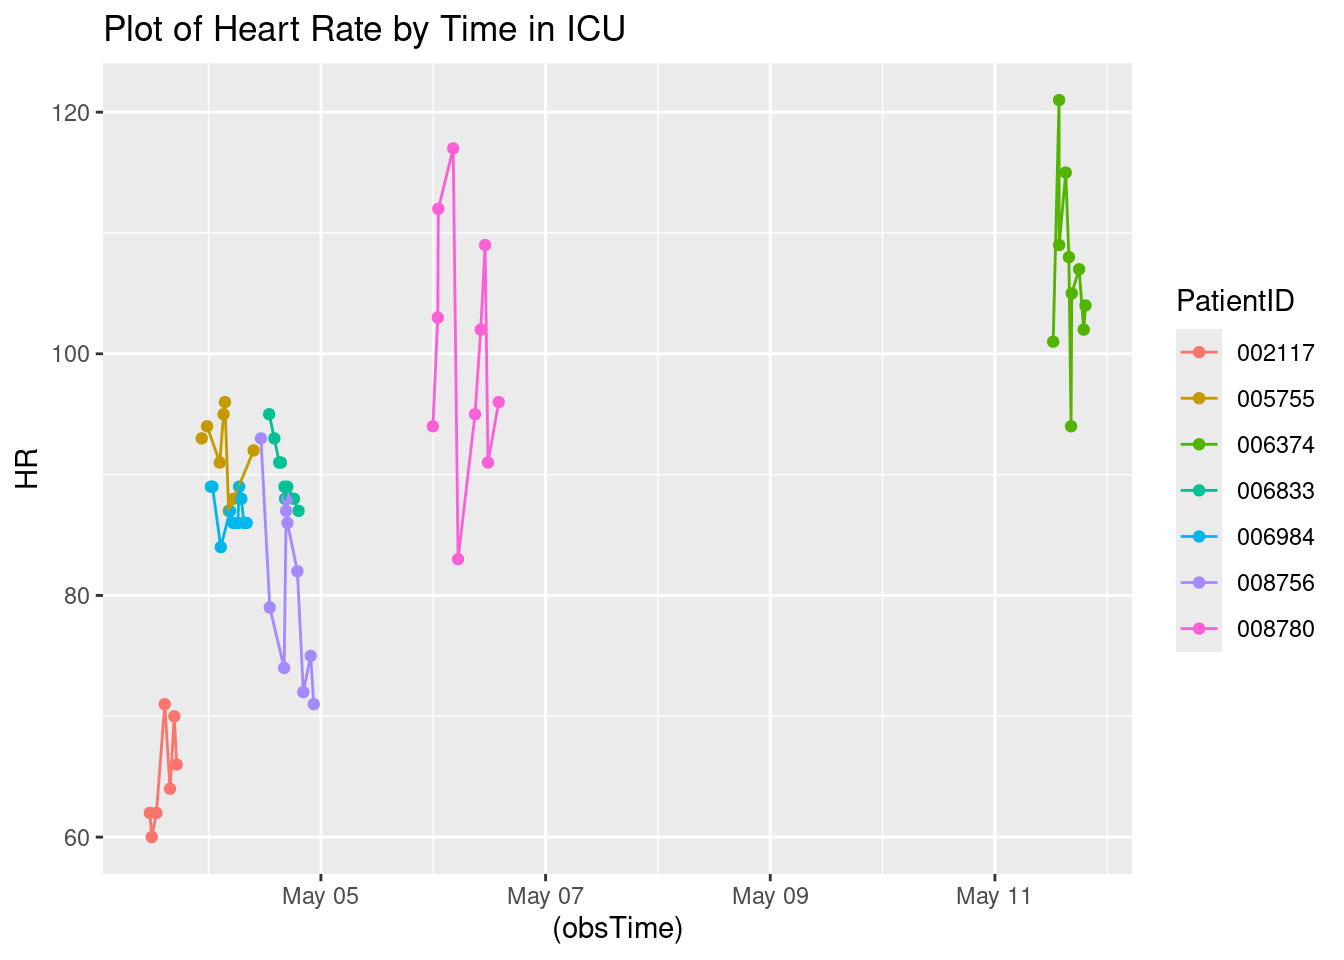 Plot of Heart Rate by Time in ICU
120
100
80
60
HR
May 05
May 07
May 09
May 11
(obsTime)
PatientID
002117
005755
006374
006833
006984
008756
008780